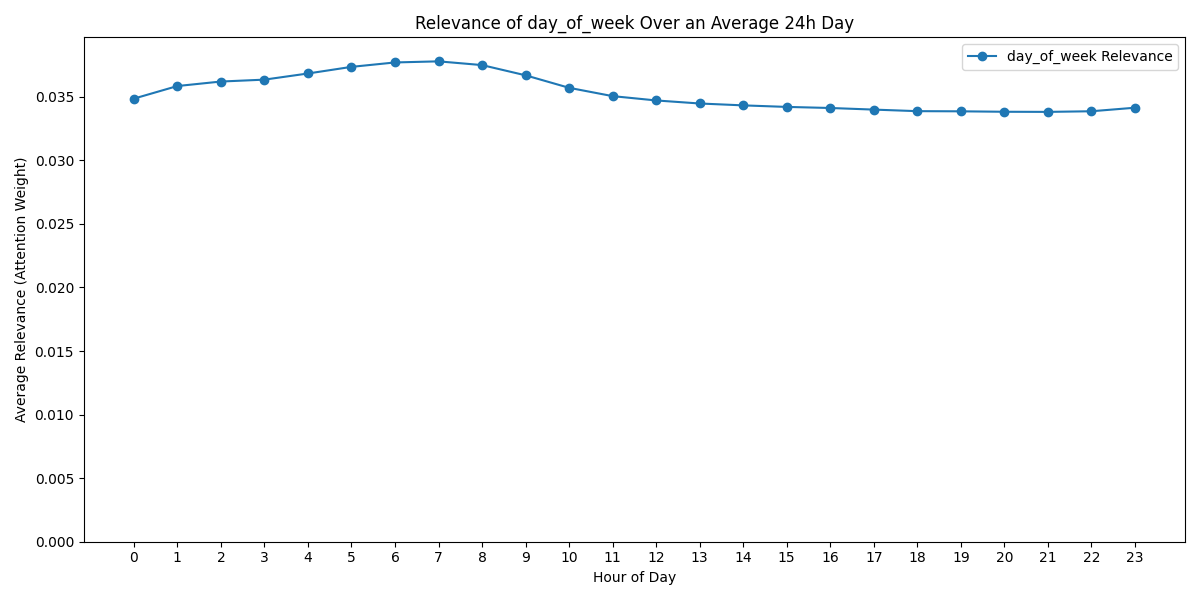 Relevance of day_of_week Over an Average 24h Day
day_of_week Relevance
Average Relevance (Attention Weight)
0.035
0.030
0.025
0.020
0.015
0.010
0.005
0.000
0 1 2 3 4 5 6 7 8 9 10 11 12 13 14 15 16 17 18 19 20 21 22 23
Hour of Day